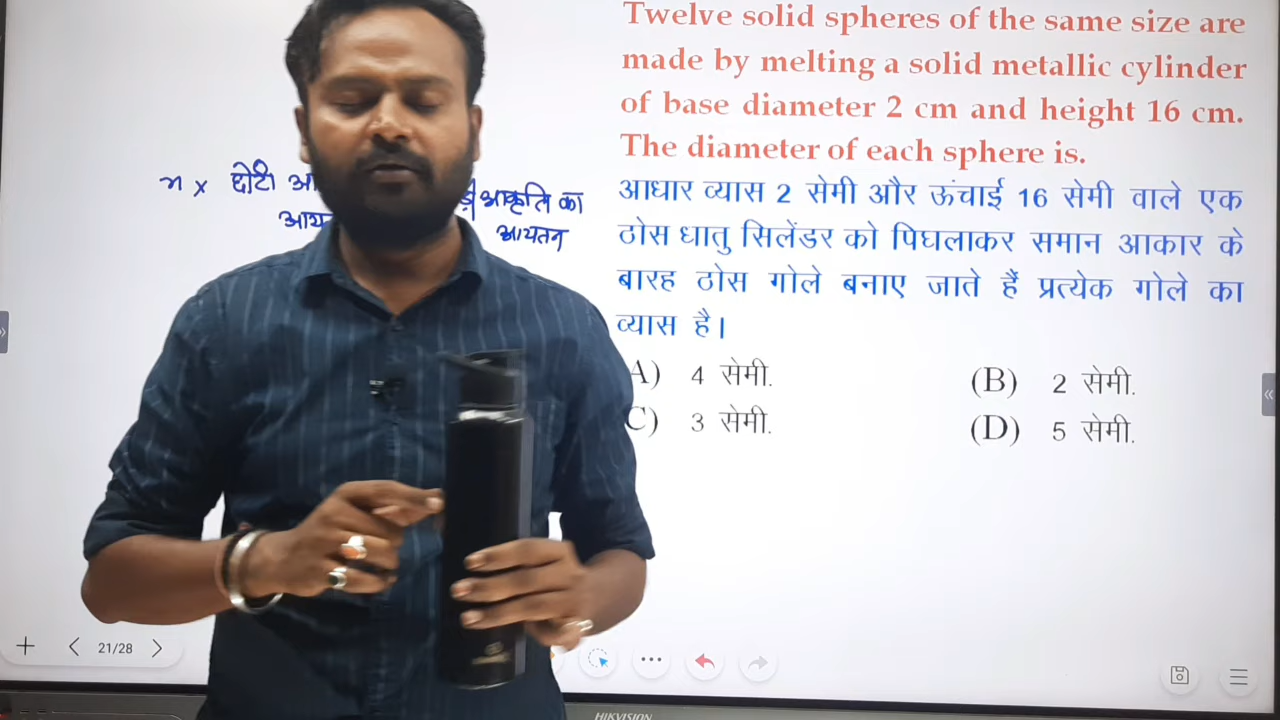 Twelve solid spheres of the same size are
made by melting a solid metallic cylinder
of base diameter 2 cm and height 16 cm.
The diameter of each sphere is.
आधार व्यास 2 सेमी और ऊंचाई 16 सेमी वाले एक
ठोस धातु सिलेंडर को पिघलाकर समान आकार के
बारह ठोस गोले बनाए जाते हैं प्रत्येक गोले का
व्यास है।
A) 4 सेमी. (B) 2 सेमी.
C) 3 सेमी. (D) 5 सेमी.
n × छोटी
आकृति का
आयतन
21/28
HIKVISION